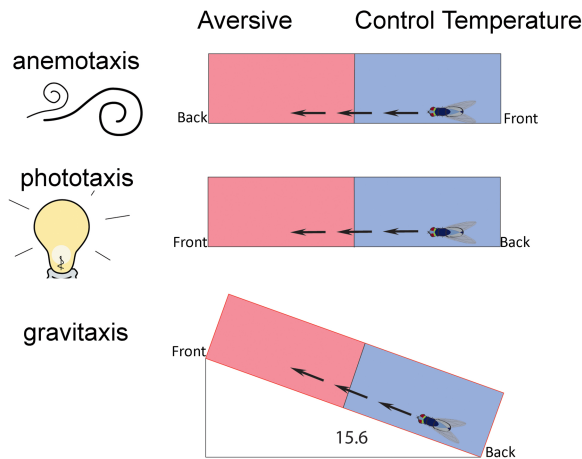 Aversive Control Temperature
anemotaxis
Back Front
phototaxis
Front Back
gravitaxis
Front
15.6
Back